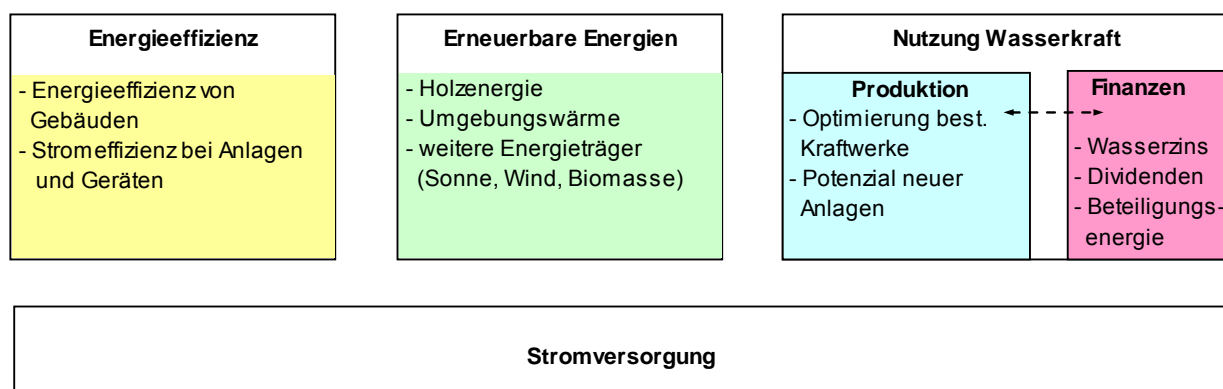 Energieeffizienz
- Energieeffizienz von
Gebäuden
- Stromeffizienz bei Anlagen
und Geräten
Erneuerbare Energien
- Holzenergie
- Umgebungswärme
- weitere Energieträger
(Sonne, Wind, Biomasse)
Nutzung Wasserkraft
Produktion
- Optimierung best.
Kraftwerke
- Potenzial neuer
Anlagen
Finanzen
- Wasserzins
- Dividenden
- Beteiligungs-
energie
Stromversorgung